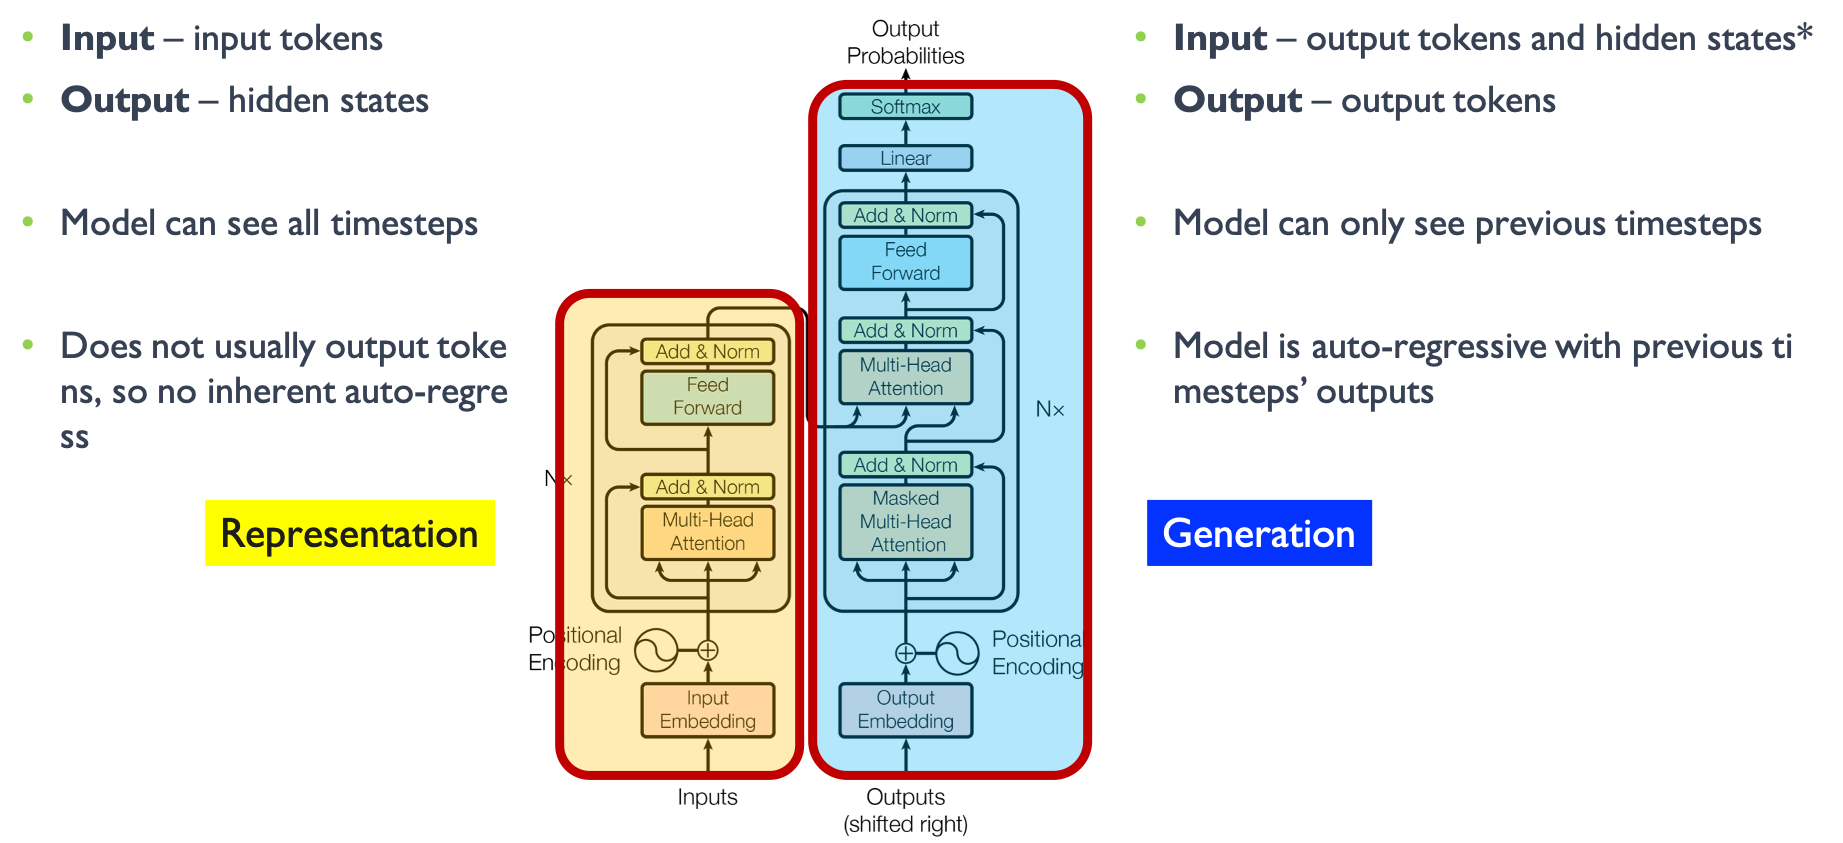 Input – input tokens
Output – hidden states
Model can see all timesteps
Does not usually output toke
ns, so no inherent auto-regre
ss
Representation
Output
Probabilities
Softmax
Linear
Add & Norm
Feed
Forward
Add & Norm
Multi-Head
Attention
Nx
Add & Norm
Masked
Multi-Head
Attention
Positional
Encoding
Output
Embedding
Outputs
(shifted right)
Add & Norm
Feed
Forward
Nx
Add & Norm
Multi-Head
Attention
Positional
Encoding
Input
Embedding
Inputs
Input – output tokens and hidden states*
Output – output tokens
Model can only see previous timesteps
Model is auto-regressive with previous ti
mesteps’ outputs
Generation